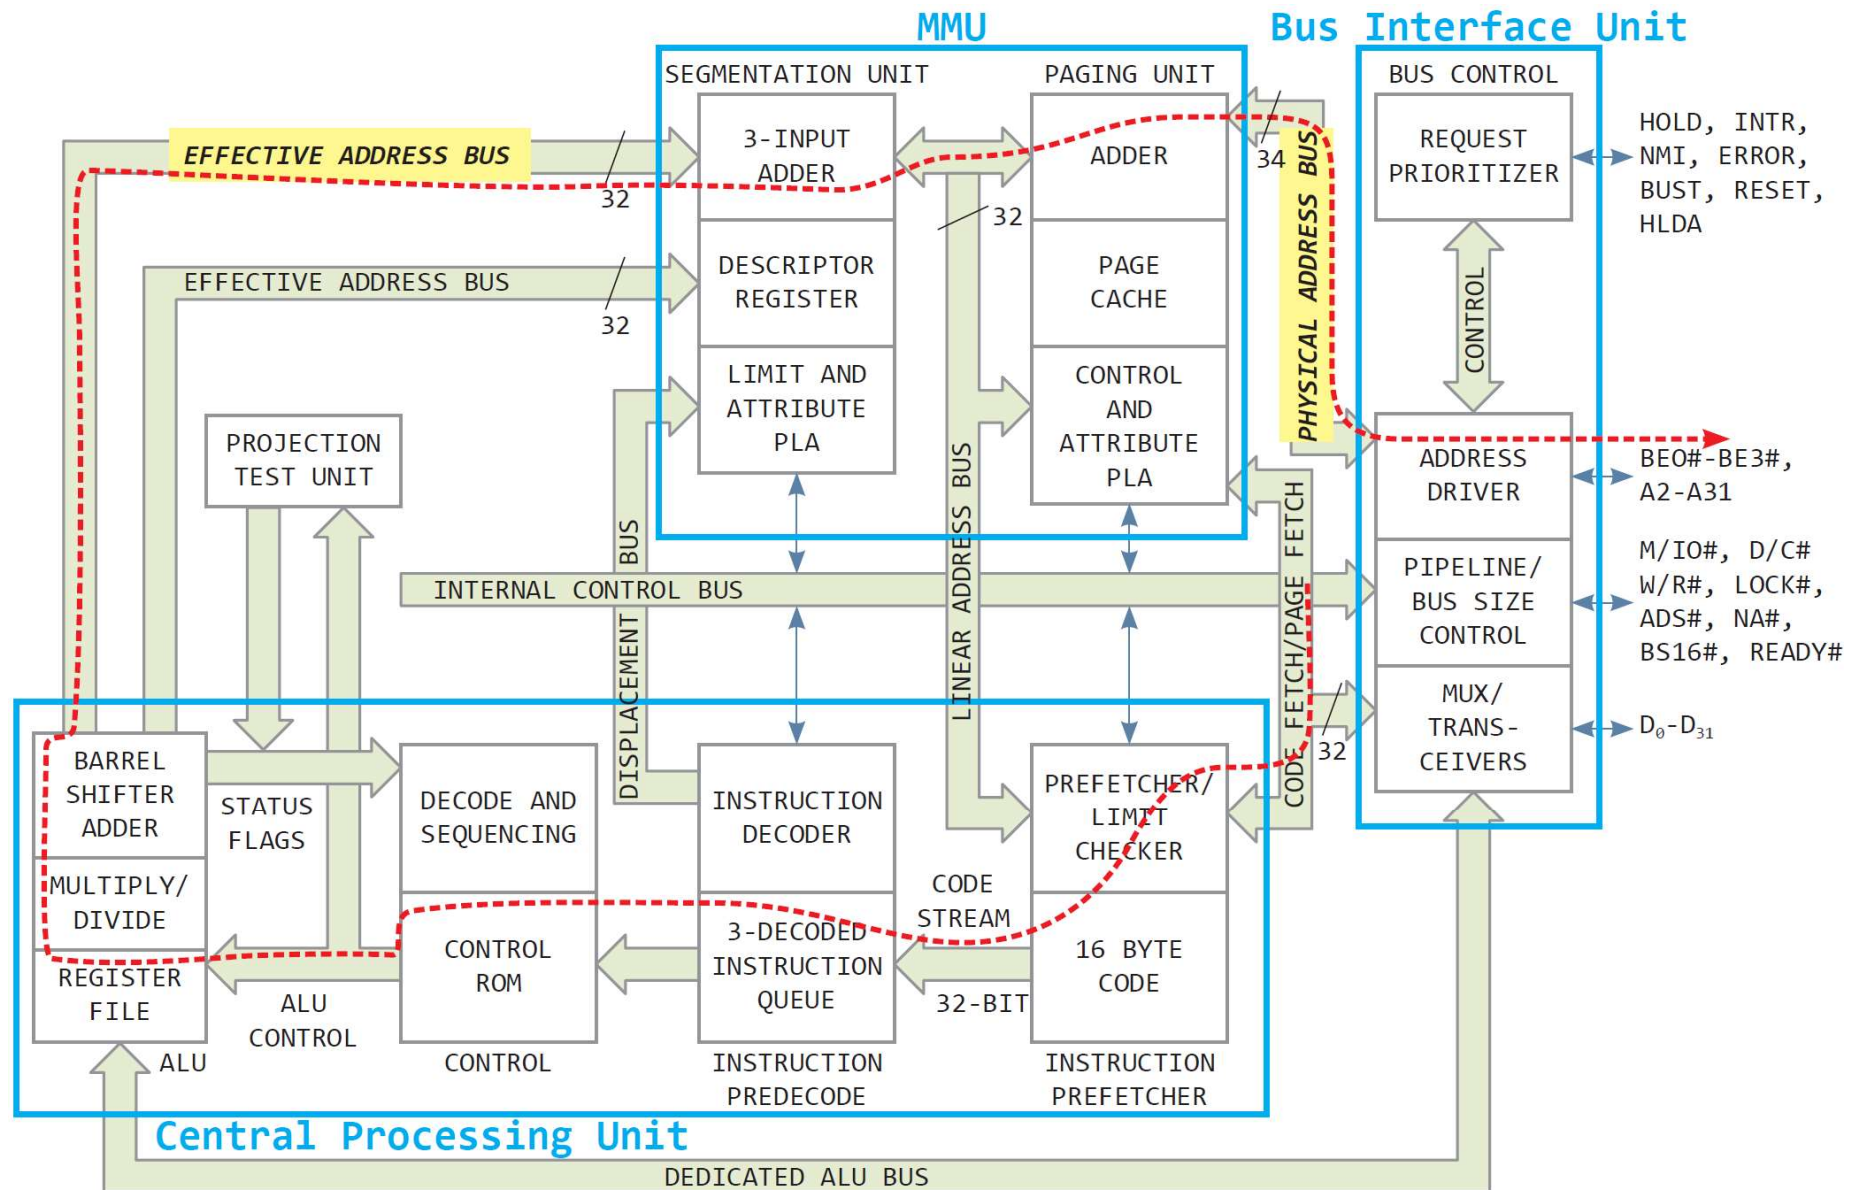 MMU
Bus Interface Unit
SEGMENTATION UNIT
PAGING UNIT
BUS CONTROL
3-INPUT
ADDER
ADDER
REQUEST
PRIORITIZER
HOLD, INTR,
NMI, ERROR,
BUST, RESET,
HLDA
EFFECTIVE ADDRESS BUS
32
34
32
PHYSICAL ADDRESS BUS
DESCRIPTOR
REGISTER
PAGE
CACHE
CONTROL
EFFECTIVE ADDRESS BUS
32
LIMIT AND
ATTRIBUTE
PLA
CONTROL
AND
ATTRIBUTE
PLA
PROJECTION
TEST UNIT
ADDRESS
DRIVER
BEO#-BE3#,
A2-A31
DISPLACEMENT BUS
LINEAR ADDRESS BUS
CODE FETCH/PAGE FETCH
INTERNAL CONTROL BUS
PIPELINE/
BUS SIZE
CONTROL
M/IO#, D/C#
W/R#, LOCK#,
ADS#, NA#,
BS16#, READY#
MUX/
TRANS-
CEIVERS
32
D0-D31
BARREL
SHIFTER
ADDER
STATUS
FLAGS
DECODE AND
SEQUENCING
INSTRUCTION
DECODER
PREFETCHER/
LIMIT
CHECKER
MULTIPLY/
DIVIDE
CODE
STREAM
REGISTER
FILE
CONTROL
ROM
3-DECODED
INSTRUCTION
QUEUE
32-BIT
16 BYTE
CODE
ALU
CONTROL
ALU
CONTROL
INSTRUCTION
PREDECODE
INSTRUCTION
PREFETCHER
Central Processing Unit
DEDICATED ALU BUS